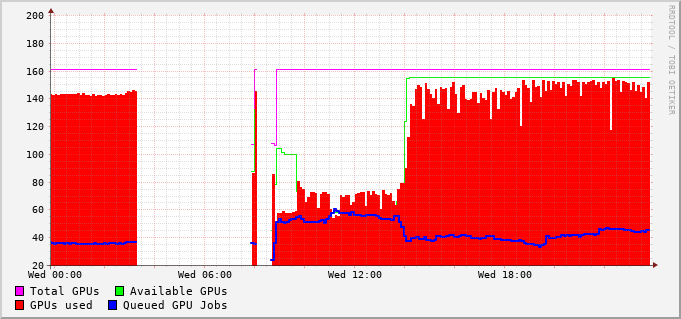 RRDTOOL / TOBI OETIKER
200
180
160
140
120
100
80
60
40
20
Wed 00:00 Wed 06:00 Wed 12:00 Wed 18:00
Total GPUs Available GPUs
GPUs used Queued GPU Jobs